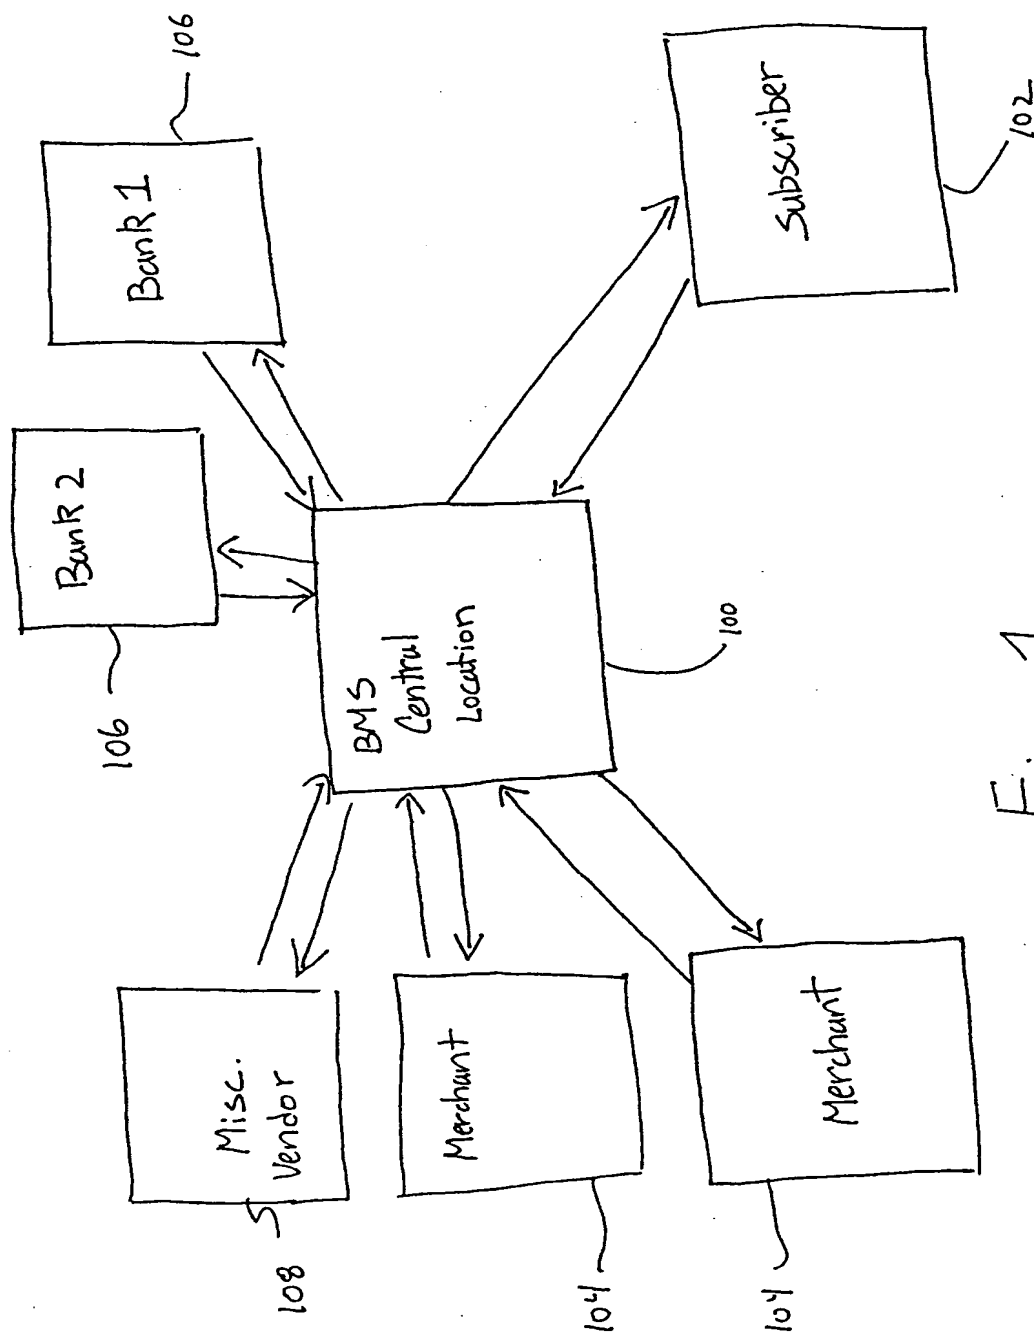 Bank 2
106
Bank 1
106
Misc.
Vendor
108
BMS
Central
Location
Merchant
104
100
Subscriber
Merchant
104
102
F. 1